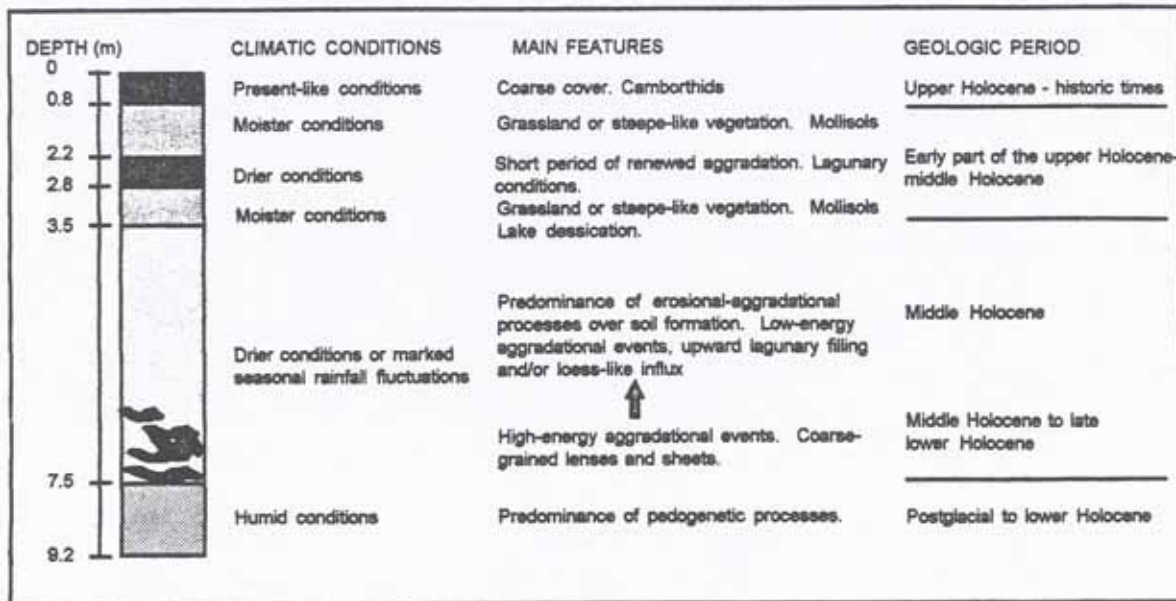 DEPTH (m) CLIMATIC CONDITIONS MAIN FEATURES GEOLOGIC PERIOD
0
Present-like conditions Coarse cover. Camborthids Upper Holocene - historic times
0.8
Moister conditions Grassland or steepe-like vegetation. Mollisols
2.2
Drier conditions Short period of renewed aggradation. Lagunary
conditions.
Early part of the upper Holocene-
middle Holocene
2.8
Moister conditions Grassland or steepe-like vegetation. Mollisols
Lake dessication.
3.5
Drier conditions or marked
seasonal rainfall fluctuations
Predominance of erosional-aggradational
processes over soil formation. Low-energy
aggradational events, upward lagunary filling
and/or loess-like influx
Middle Holocene
High-energy aggradational events. Coarse-
grained lenses and sheets.
Middle Holocene to late
lower Holocene
7.5
Humid conditions Predominance of pedogenetic processes. Postglacial to lower Holocene
9.2